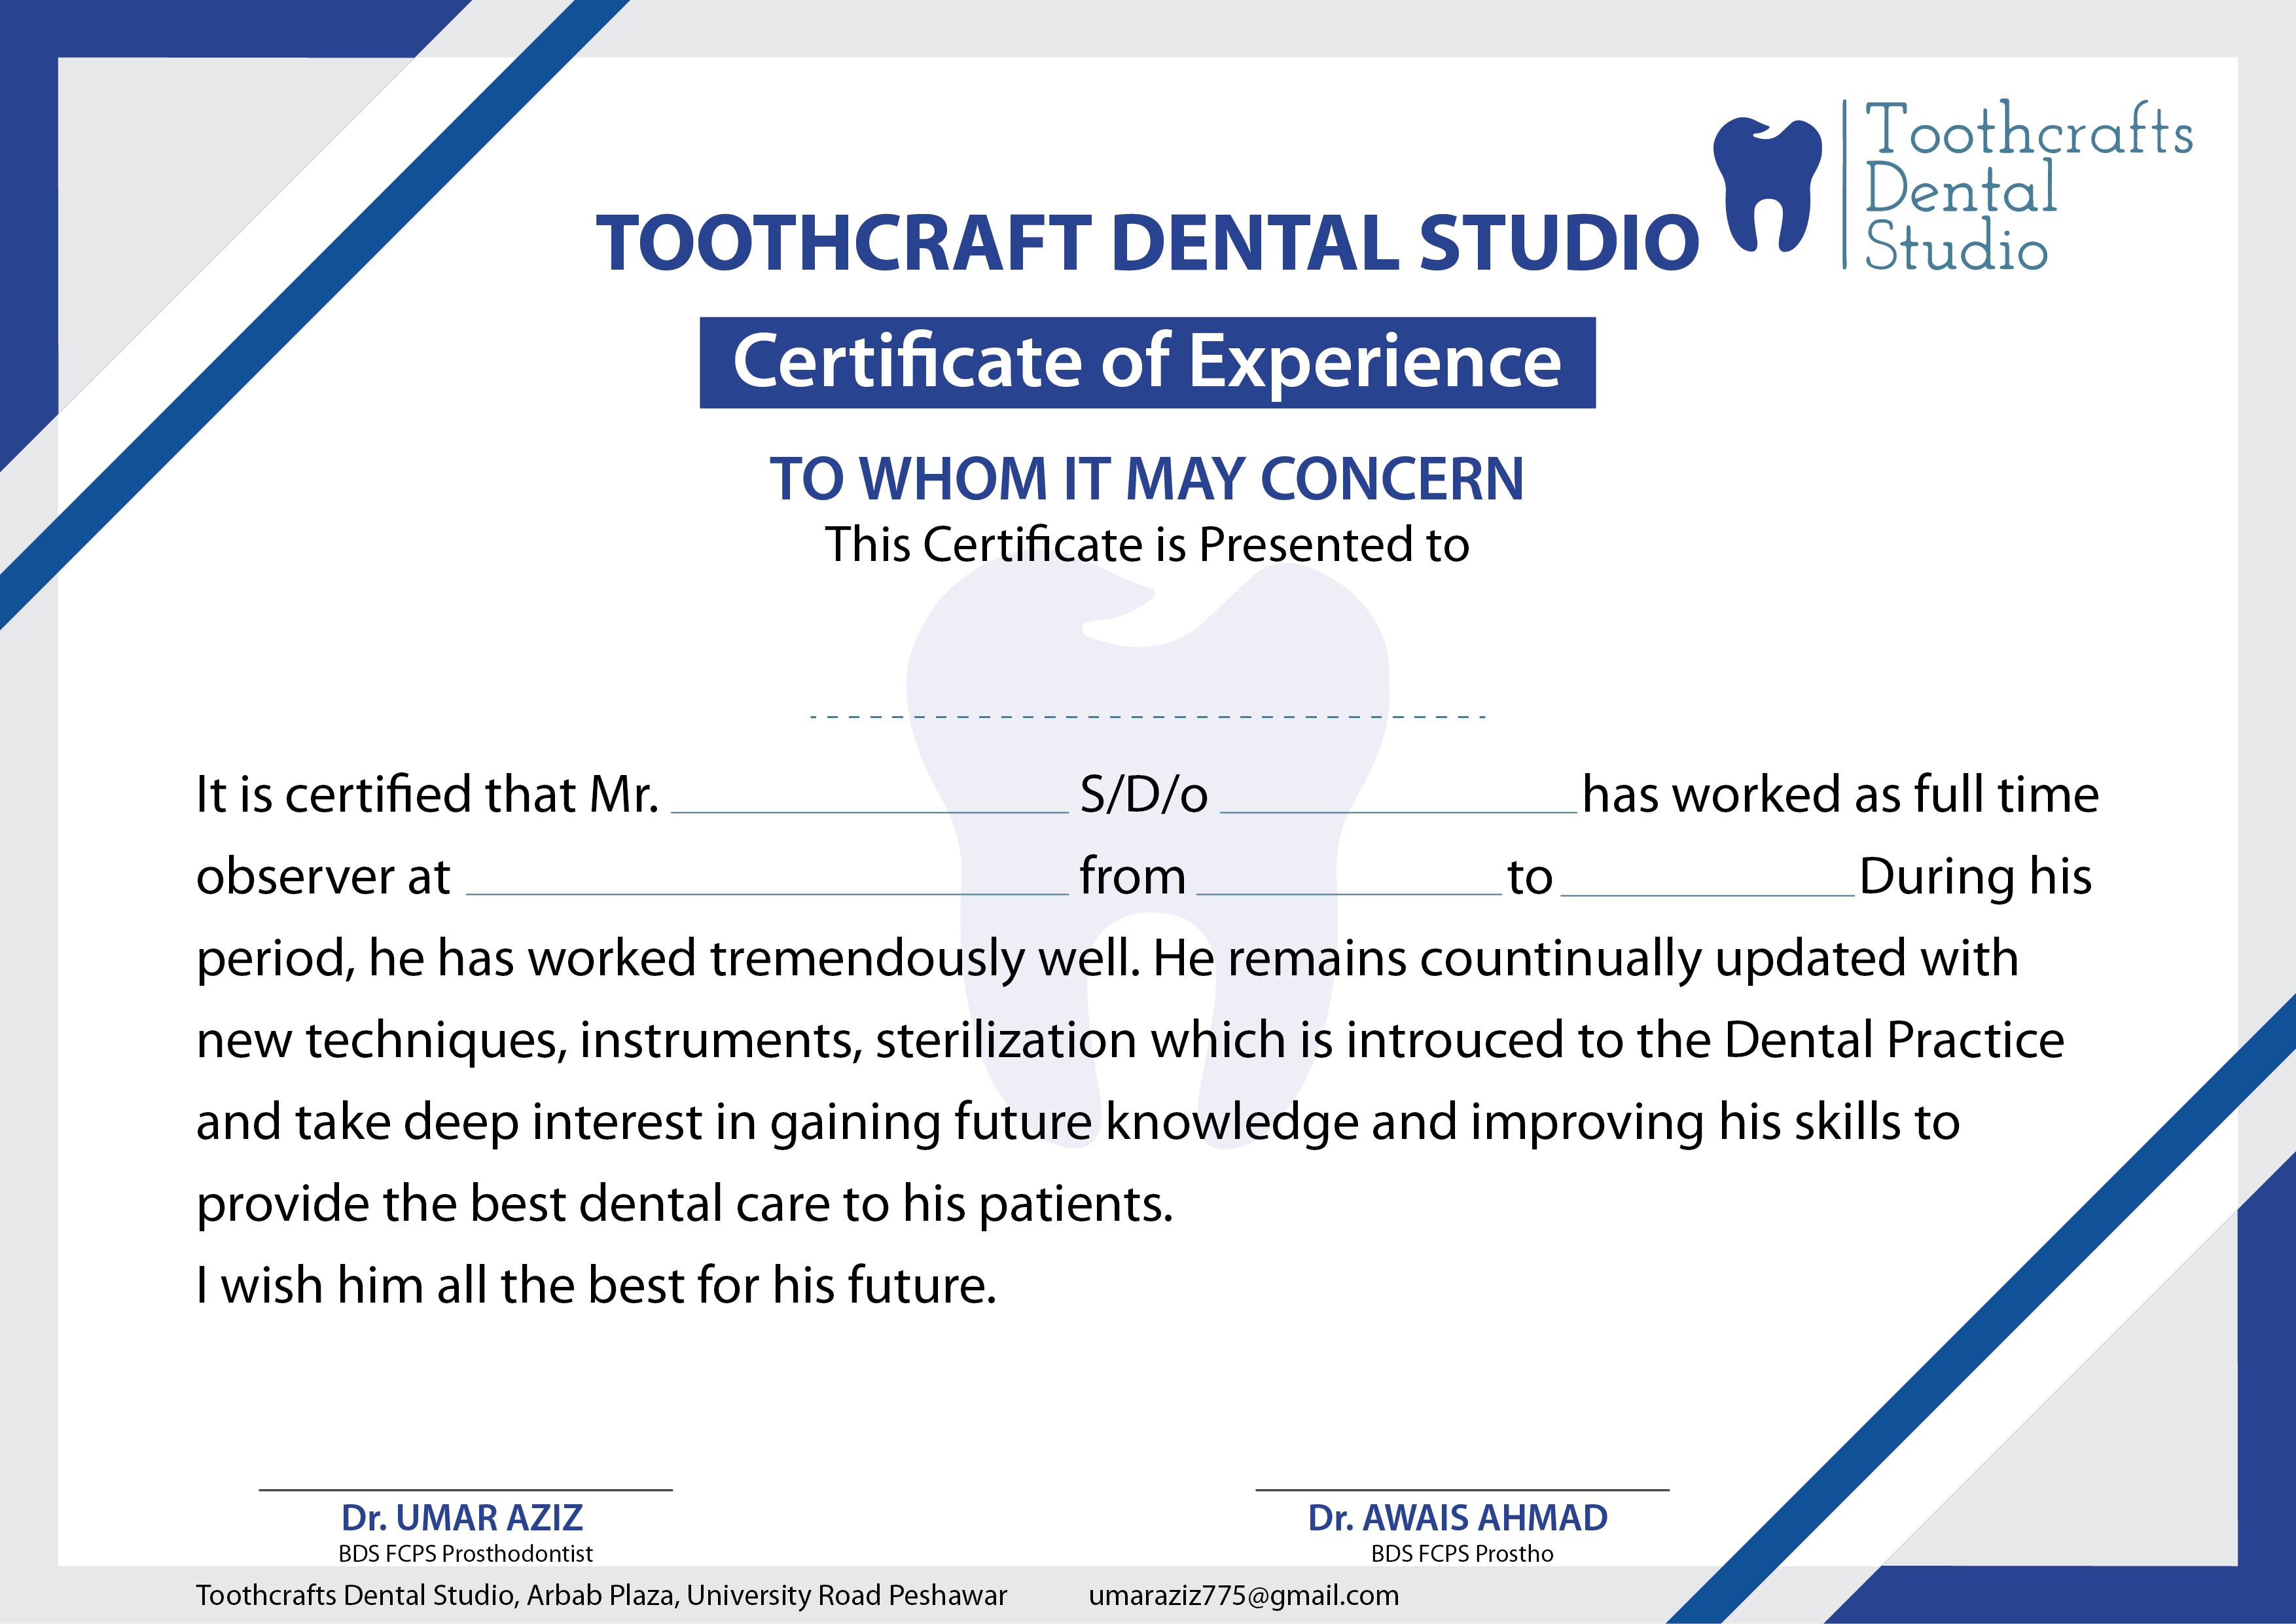 Toothcrafts
Dental
Studio
TOOTHCRAFT DENTAL STUDIO
Certificate of Experience
TO WHOM IT MAY CONCERN
This Certificate is Presented to
It is certified that Mr. S/D/o has worked as full time
observer at from to During his
period, he has worked tremendously well. He remains countinually updated with
new techniques, instruments, sterilization which is introuced to the Dental Practice
and take deep interest in gaining future knowledge and improving his skills to
provide the best dental care to his patients.
I wish him all the best for his future.
Dr. UMAR AZIZ
BDS FCPS Prosthodontist
Dr. AWAIS AHMAD
BDS FCPS Prostho
Toothcrafts Dental Studio, Arbab Plaza, University Road Peshawar umaraziz775@gmail.com